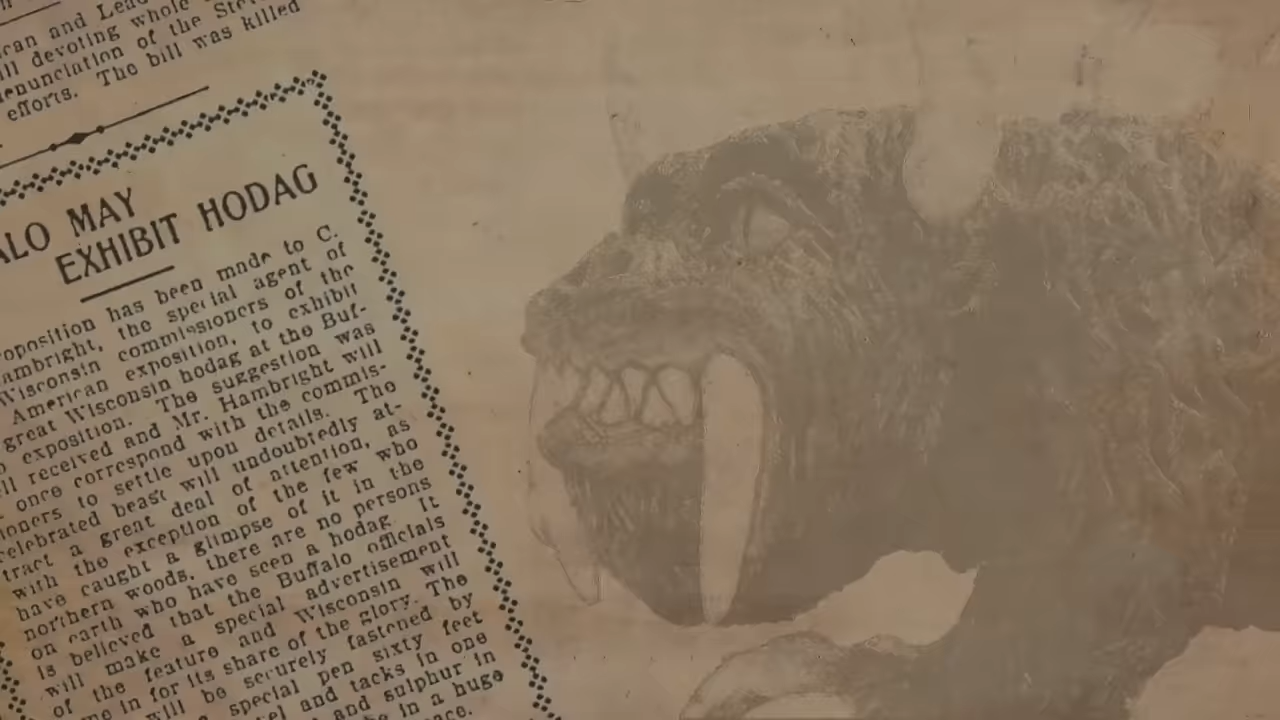 can and Lead
ill devoting whole
denunciation of the Ste
efforts. The bill was killed
ALO MAY
EXHIBIT HODAG
oposition has been made to C.
ambright, the special agent of
Wisconsin commissioners of the
American exposition, to exhibit
great Wisconsin hodag at the Buf-
o exposition. The suggestion was
ll received and Mr. Hambright will
once correspond with the commis-
ioners to settle upon details. The
celebrated beast will undoubtedly at-
tract a great deal of attention, as
with the exception of the few who
have caught a glimpse of it in the
northern woods, there are no persons
on earth who have seen a hodag. It
is believed that the Buffalo officials
will make a special advertisement
of the feature and Wisconsin will
me in for its share of the glory. The
will be securely fastened by
special pen sixty feet
el and tacks in one
and sulphur in
be in a huge
ace.